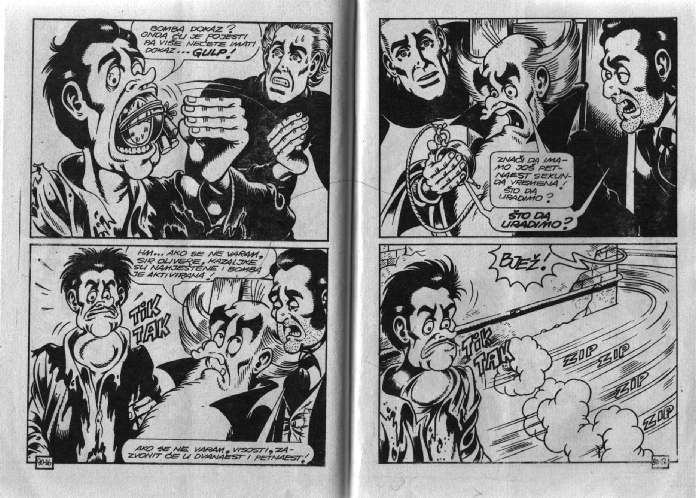 BOMBA DOKAZ?
ONDA ĆU JE POJESTI
PA VIŠE NEĆETE IMATI
DOKAZ... GULP!
HM... AKO SE NE VARAM,
SIR OLIVERE, KAZALJKE
SU NAMJEŠTENE I BOMBA
JE AKTIVIRANA!
TIK
TAK
AKO SE NE VARAM, VISOSTI, ZA-
ZVONIT ĆE U DVANAEST I PETNAEST!
ZNAČI DA IMA-
MO JOŠ PET-
NAEST SEKUN-
DA VREMENA!
ŠTO DA
URADIMO?
ŠTO DA
URADIMO?
BJEŽ!
TIK
TAK
ZIP
ZIP
ZIP
ZIP